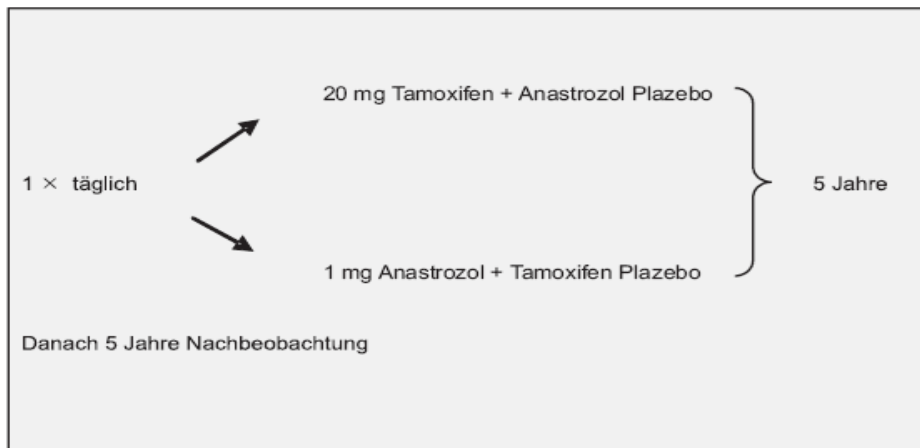 20 mg Tamoxifen + Anastrozol Plazebo
1 × täglich
5 Jahre
1 mg Anastrozol + Tamoxifen Plazebo
Danach 5 Jahre Nachbeobachtung